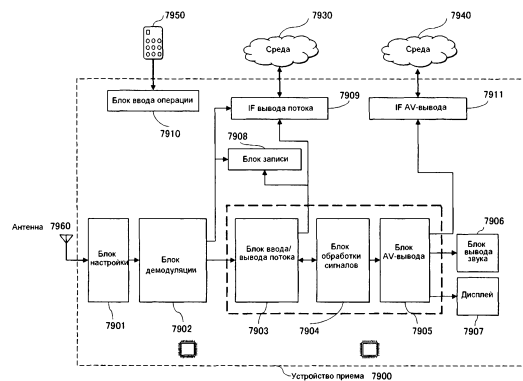 7950
7930
7940
Среда
Среда
Блок ввода операции
7910
IF вывода потока
7909
IF AV-вывода
7911
7908
Блок записи
Антенна
7960
Блок
настройки
7901
Блок
демодуляции
7902
Блок ввода/
вывода потока
7903
Блок
обработки
сигналов
7904
Блок
AV-вывода
7905
7906
Блок
вывода
звука
Дисплей
7907
Устройство приема 7900